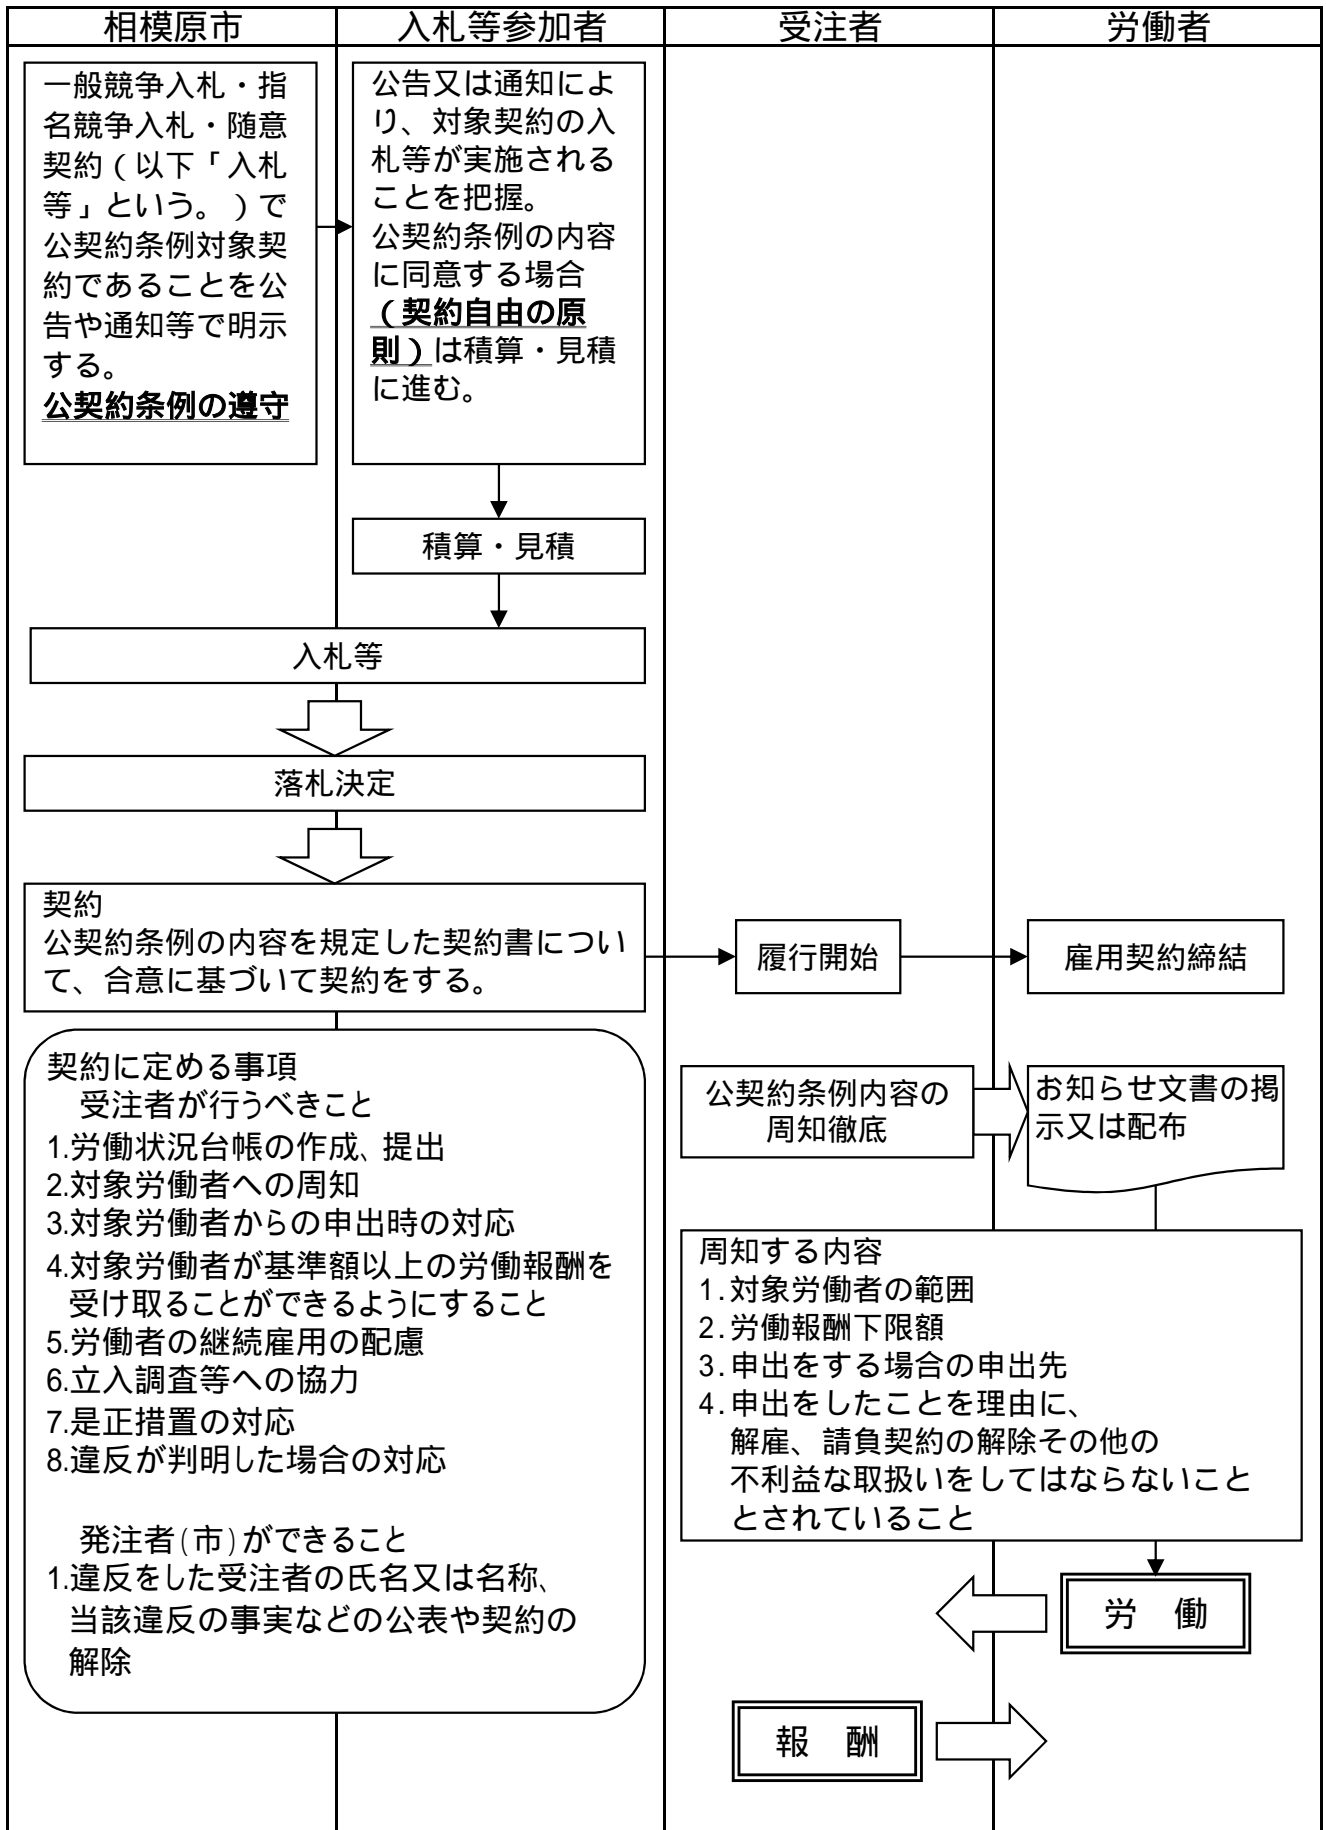 相模原市
入札等参加者
受注者
労働者
一般競争入札・指
名競争入札・随意
契約（以下「入札
等」という。）で
公契約条例対象契
約であることを公
告や通知等で明示
する。
公契約条例の遵守
公告又は通知によ
り、対象契約の入
札等が実施される
ことを把握。
公契約条例の内容
に同意する場合
（契約自由の原
則）は積算・見積
に進む。
積算・見積
入札等
落札決定
契約
公契約条例の内容を規定した契約書につい
て、合意に基づいて契約をする。
履行開始
雇用契約締結
契約に定める事項
受注者が行うべきこと
1.労働状況台帳の作成、提出
2.対象労働者への周知
3.対象労働者からの申出時の対応
4.対象労働者が基準額以上の労働報酬を
受け取ることができるようにすること
5.労働者の継続雇用の配慮
6.立入調査等への協力
7.是正措置の対応
8.違反が判明した場合の対応
発注者(市)ができること
1.違反をした受注者の氏名又は名称、
当該違反の事実などの公表や契約の
解除
公契約条例内容の
周知徹底
お知らせ文書の掲
示又は配布
周知する内容
1.対象労働者の範囲
2.労働報酬下限額
3.申出をする場合の申出先
4.申出をしたことを理由に、
解雇、請負契約の解除その他の
不利益な取扱いをしてはならないこと
とされていること
労　働
報　酬